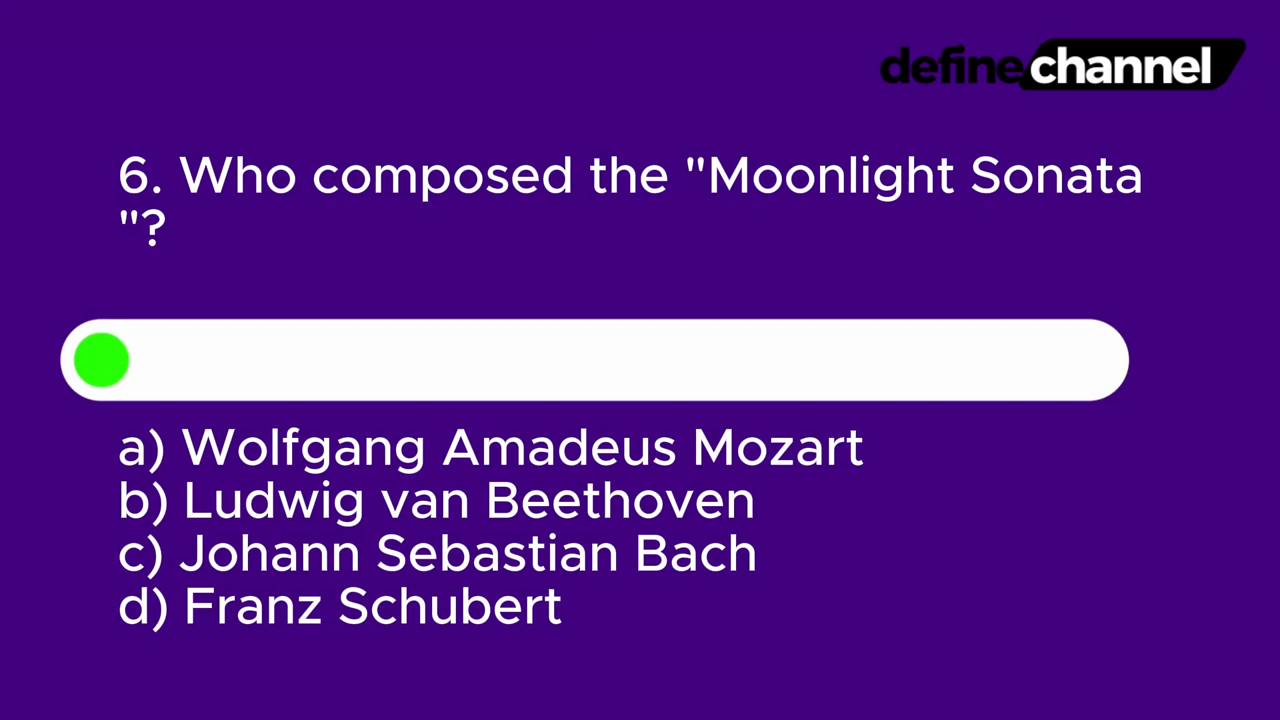 definechannel
6. Who composed the "Moonlight Sonata
"?
a) Wolfgang Amadeus Mozart
b) Ludwig van Beethoven
c) Johann Sebastian Bach
d) Franz Schubert